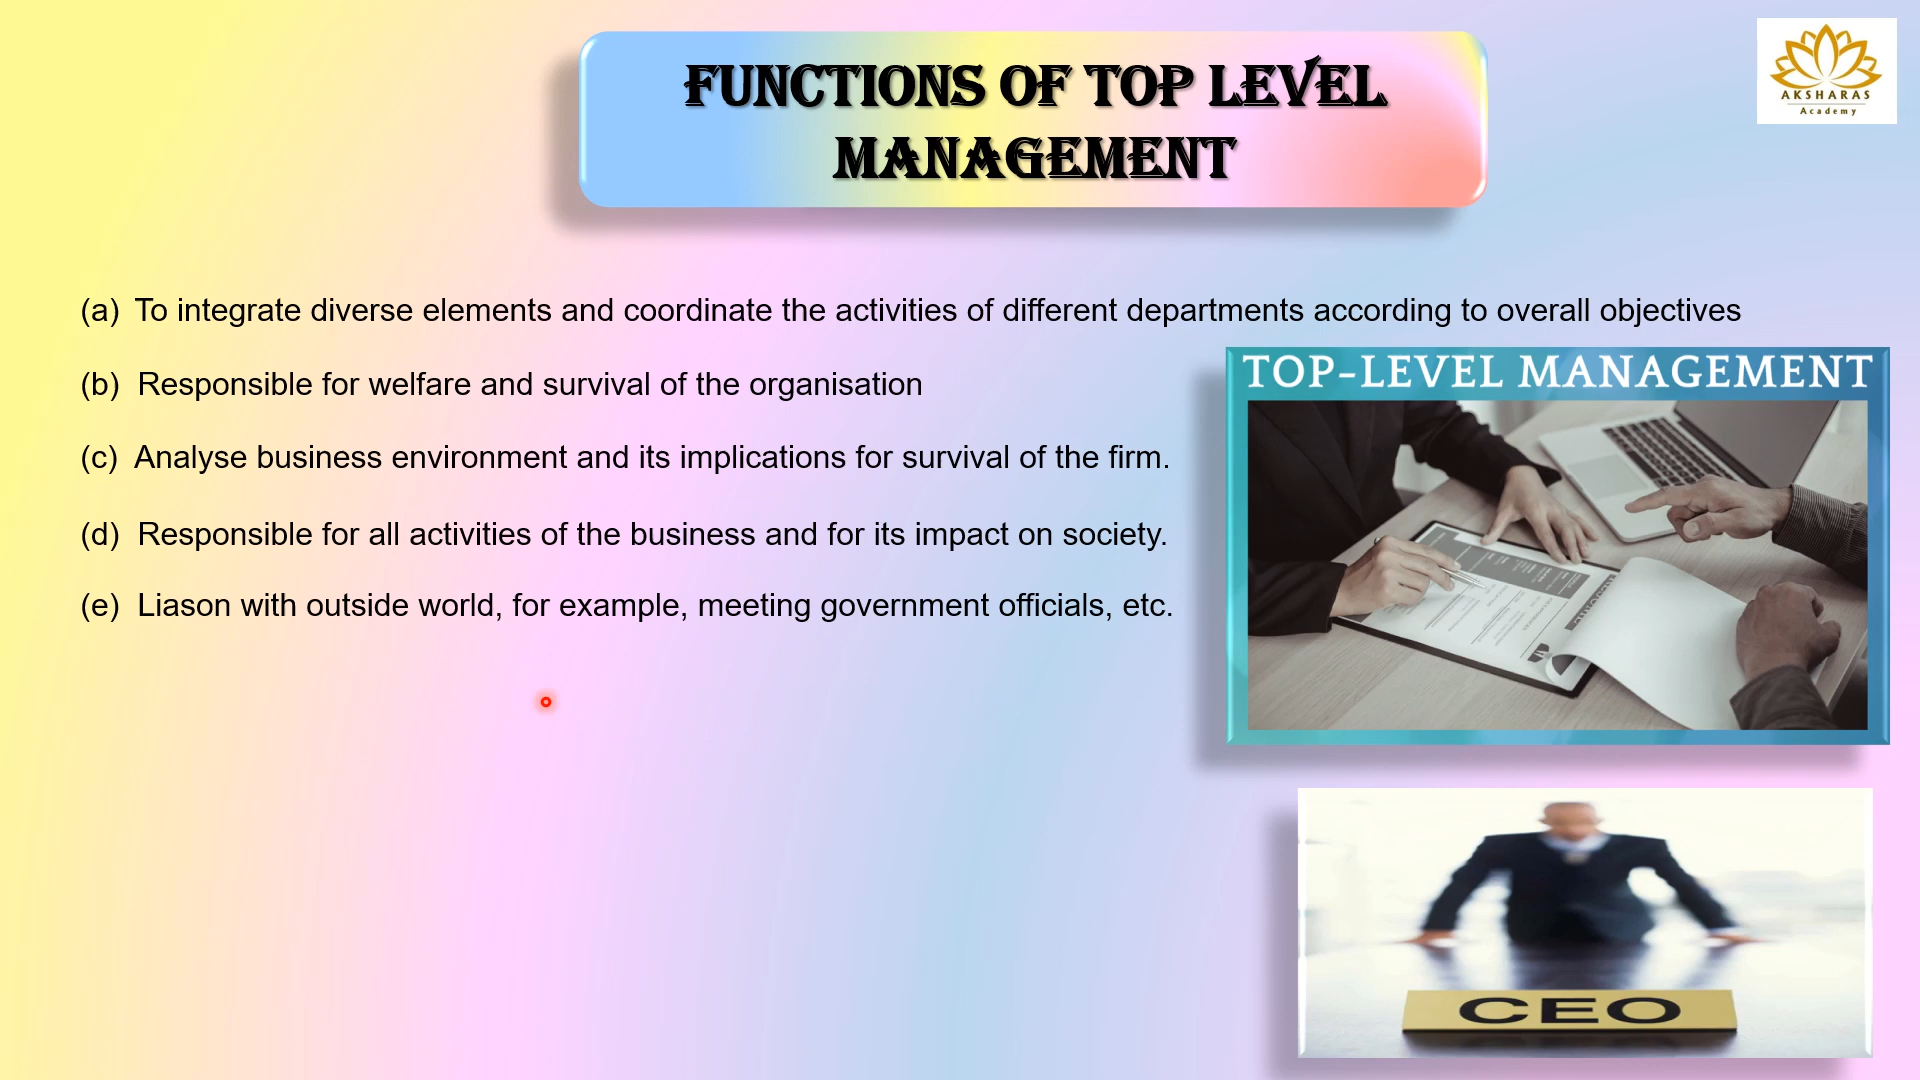 FUNCTIONS OF TOP LEVEL
MANAGEMENT
AKSHARAS
Academy
(a) To integrate diverse elements and coordinate the activities of different departments according to overall objectives
(b) Responsible for welfare and survival of the organisation
(c) Analyse business environment and its implications for survival of the firm.
(d) Responsible for all activities of the business and for its impact on society.
(e) Liason with outside world, for example, meeting government officials, etc.
TOP-LEVEL MANAGEMENT
CEO